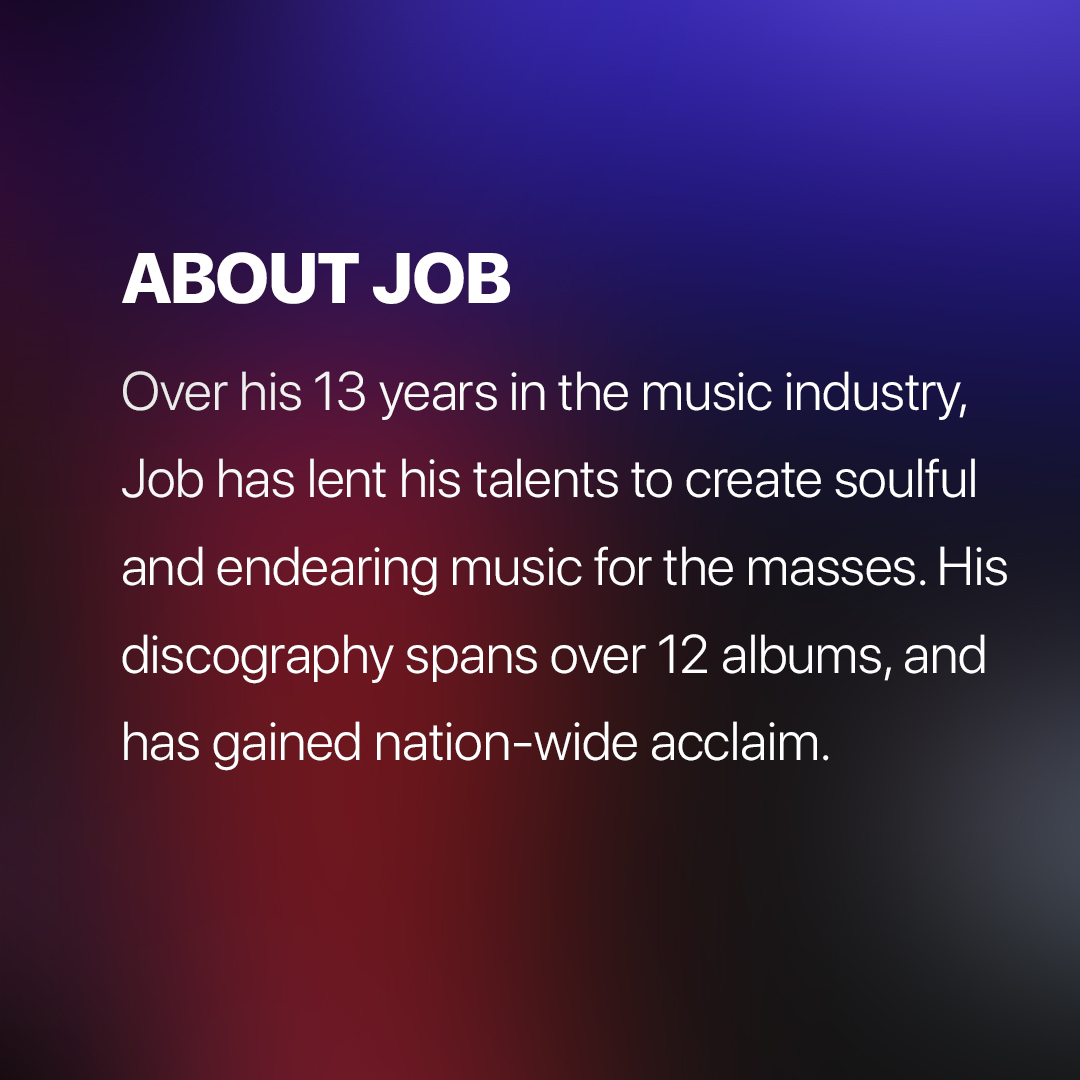 ABOUT JOB
Over his 13 years in the music industry,
Job has lent his talents to create soulful
and endearing music for the masses. His
discography spans over 12 albums, and
has gained nation-wide acclaim.